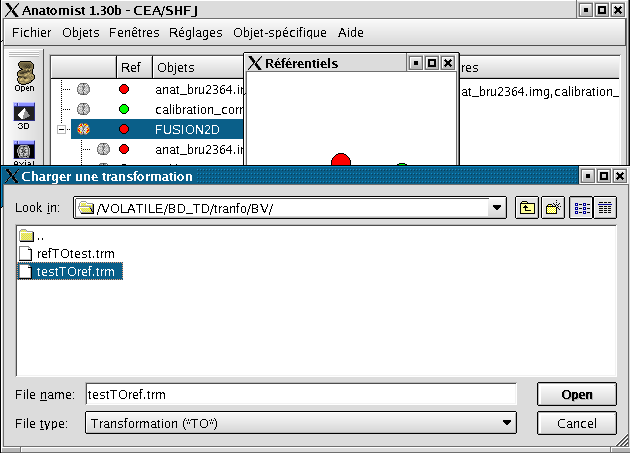 Anatomist 1.30b - CEA/SHFJ
Fichier Objets Fenêtres Réglages Objet-spécifique Aide
Open
3D
Axial
Ref Objets
anat_bru2364.i
calibration_corr
FUSION2D
anat_bru2364.i
Référentiels
res
at_bru2364.img,calibration_
Charger une transformation
Look in: /VOLATILE/BD_TD/tranfo/BV/
..
refTOtest.trm
testTOref.trm
File name: testTOref.trm Open
File type: Transformation (*TO*) Cancel